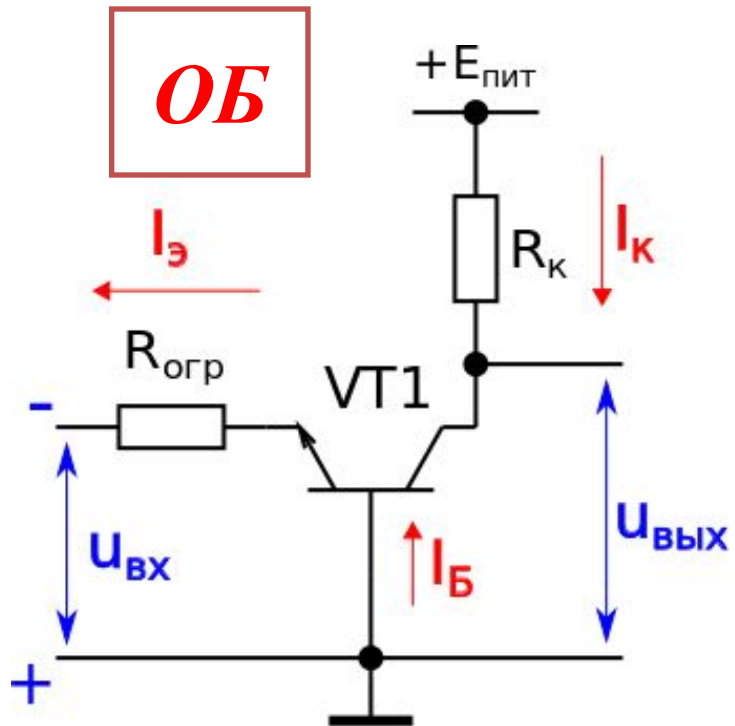 ОБ
+Eпит
Iэ
Rк
Iк
Rогр
VT1
-
uвх
IБ
uвых
+